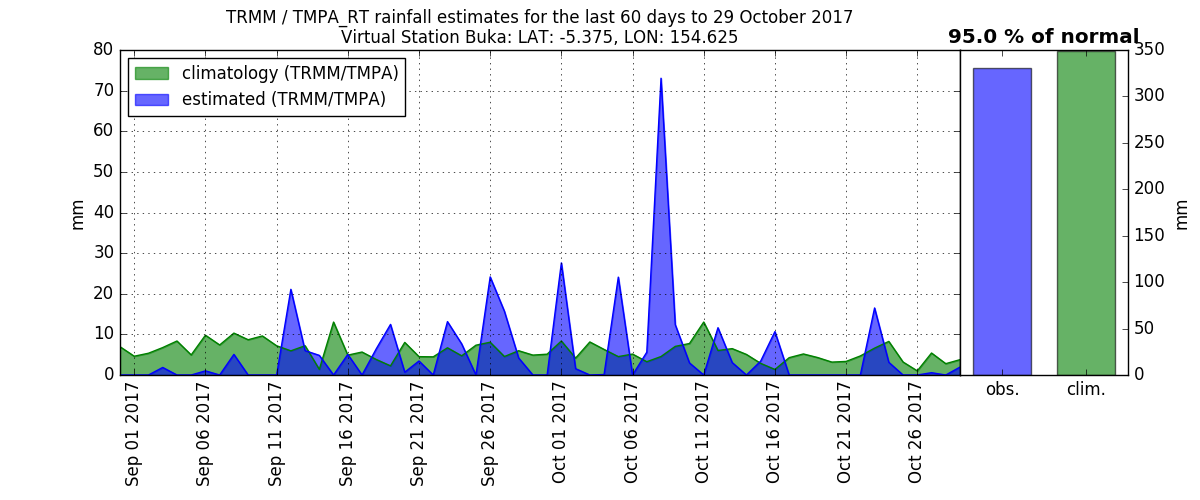 TRMM / TMPA_RT rainfall estimates for the last 60 days to 29 October 2017
Virtual Station Buka: LAT: -5.375, LON: 154.625
95.0 % of normal
climatology (TRMM/TMPA)
estimated (TRMM/TMPA)
mm
80
70
60
50
40
30
20
10
0
Sep 01 2017
Sep 06 2017
Sep 11 2017
Sep 16 2017
Sep 21 2017
Sep 26 2017
Oct 01 2017
Oct 06 2017
Oct 11 2017
Oct 16 2017
Oct 21 2017
Oct 26 2017
obs.
clim.
350
300
250
200
150
100
50
0
mm